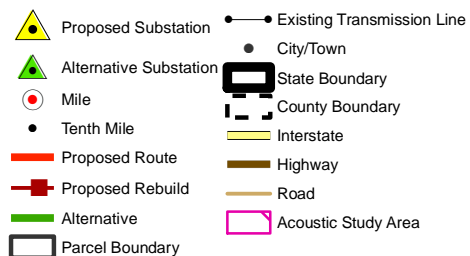 Proposed Substation
Alternative Substation
Mile
Tenth Mile
Proposed Route
Proposed Rebuild
Alternative
Parcel Boundary
Existing Transmission Line
City/Town
State Boundary
County Boundary
Interstate
Highway
Road
Acoustic Study Area